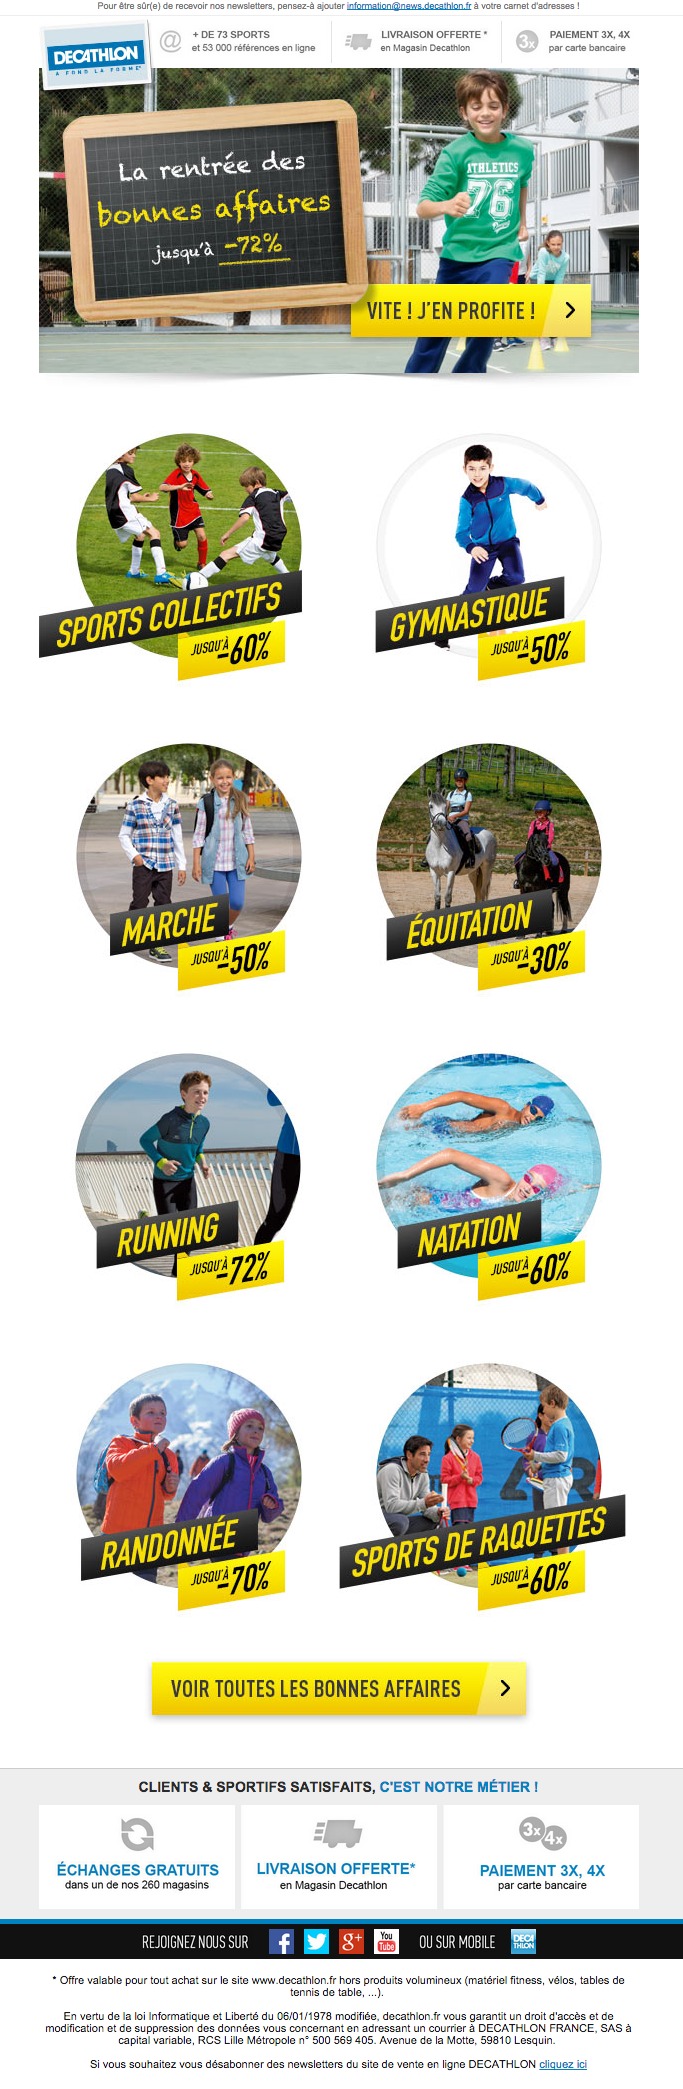 Pour être sûr(e) de recevoir nos newsletters, pensez-à ajouter information@news.decathlon.fr à votre carnet d'adresses !
DECATHLON
A FOND LA FORME
@ + DE 73 SPORTS
et 53 000 références en ligne
LIVRAISON OFFERTE *
en Magasin Decathlon
3x PAIEMENT 3X, 4X
par carte bancaire
La rentrée des
bonnes affaires
jusqu'à -72%
ATHLETICS
76
VITE ! J'EN PROFITE !
SPORTS COLLECTIFS
JUSQU'À -60%
GYMNASTIQUE
JUSQU'À -50%
MARCHE
JUSQU'À -50%
ÉQUITATION
JUSQU'À -30%
RUNNING
JUSQU'À -72%
NATATION
JUSQU'À -60%
RANDONNÉE
JUSQU'À -70%
SPORTS DE RAQUETTES
JUSQU'À -60%
VOIR TOUTES LES BONNES AFFAIRES
CLIENTS & SPORTIFS SATISFAITS, C'EST NOTRE MÉTIER !
ÉCHANGES GRATUITS
dans un de nos 260 magasins
LIVRAISON OFFERTE*
en Magasin Decathlon
3x 4x
PAIEMENT 3X, 4X
par carte bancaire
REJOIGNEZ NOUS SUR f g+ You Tube OU SUR MOBILE DECA THLON
* Offre valable pour tout achat sur le site www.decathlon.fr hors produits volumineux (matériel fitness, vélos, tables de
tennis de table, ...).
En vertu de la loi Informatique et Liberté du 06/01/1978 modifiée, decathlon.fr vous garantit un droit d'accès et de
modification et de suppression des données vous concernant en adressant un courrier à DECATHLON FRANCE, SAS à
capital variable, RCS Lille Métropole n° 500 569 405. Avenue de la Motte, 59810 Lesquin.
Si vous souhaitez vous désabonner des newsletters du site de vente en ligne DECATHLON cliquez ici